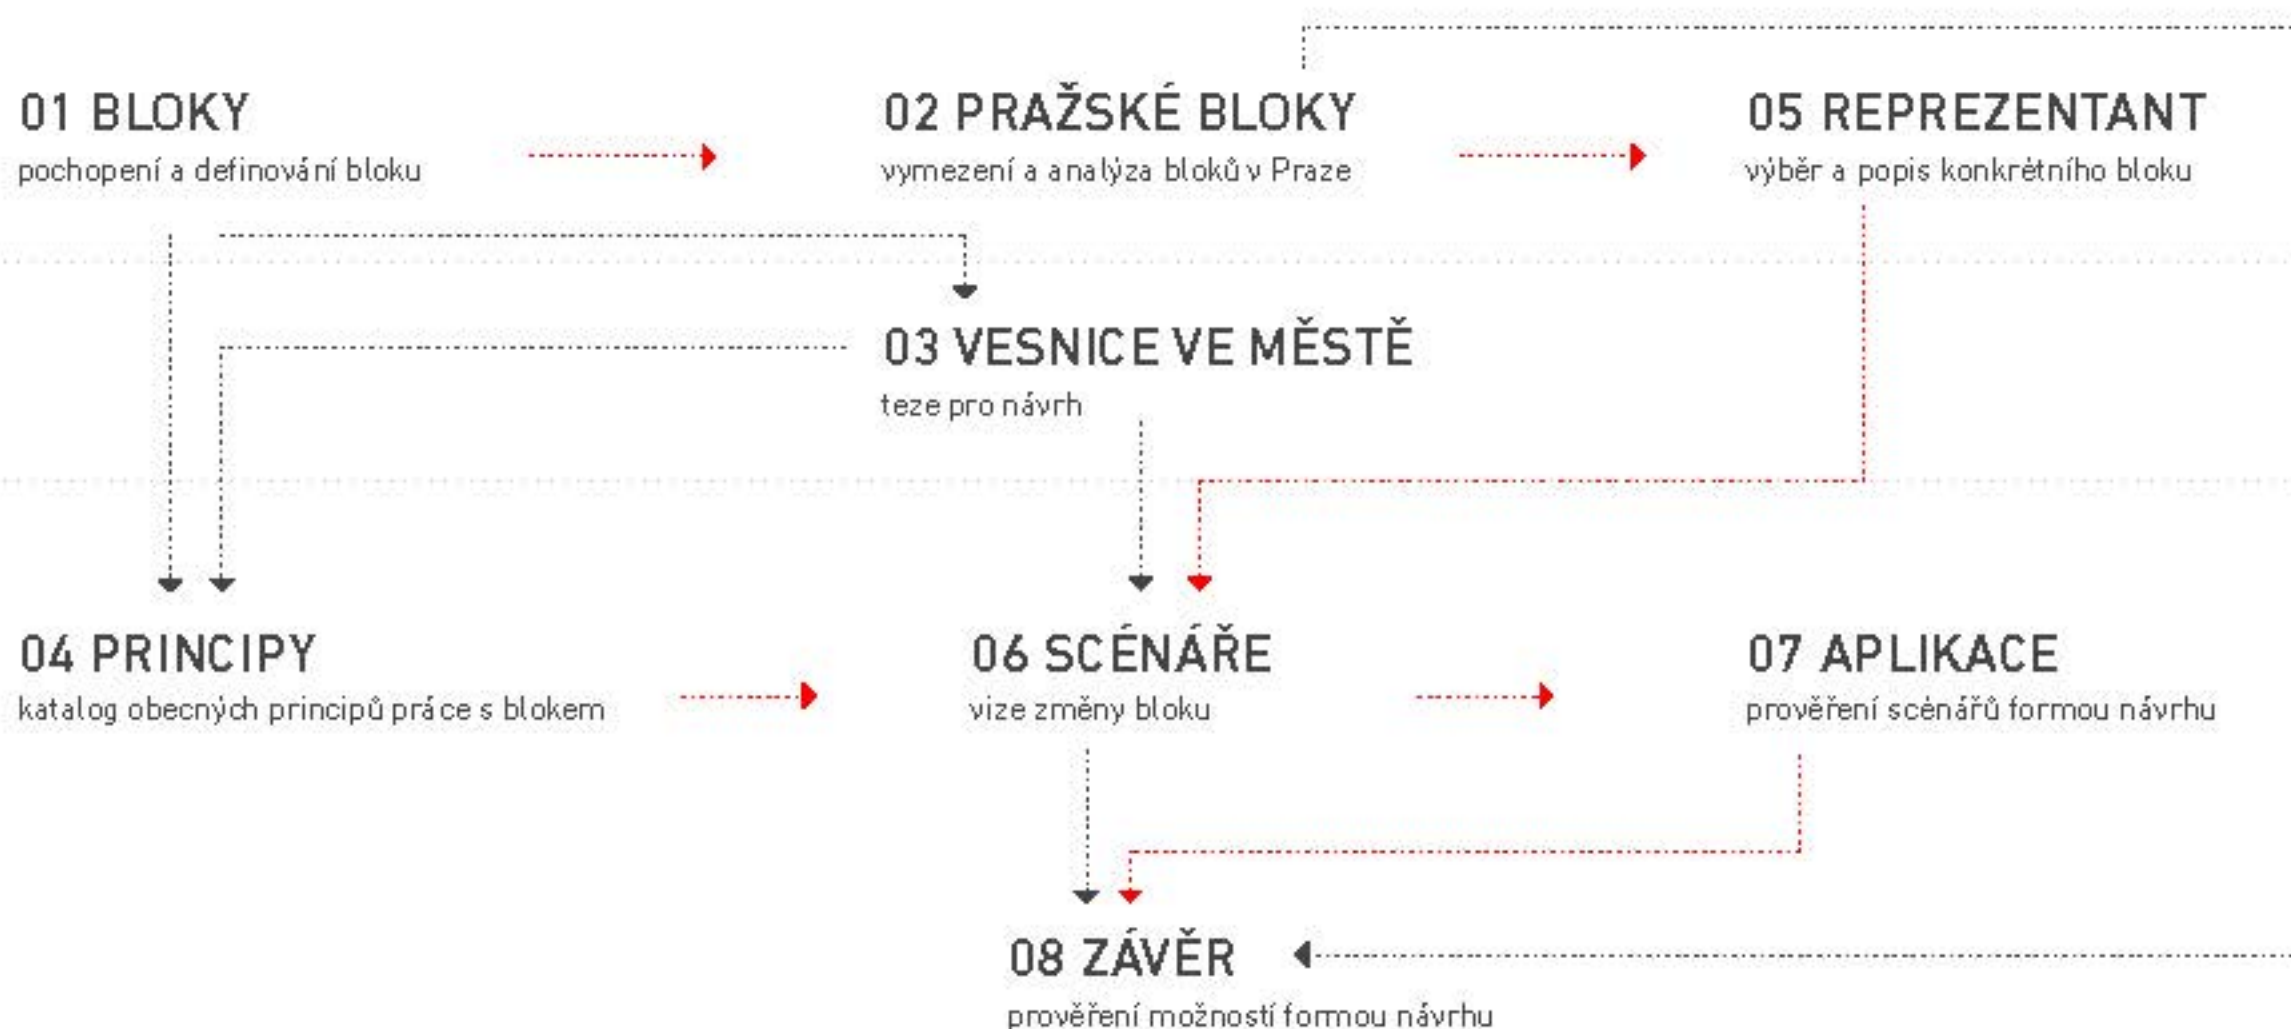 01 BLOKY
pochopení a definování bloku
02 PRAŽSKÉ BLOKY
vymezení a analýza bloků v Praze
05 REPREZENTANT
výběr a popis konkrétního bloku
03 VESNICE VE MĚSTĚ
teze pro návrh
04 PRINCIPY
katalog obecných principů práce s blokem
06 SCÉNÁŘE
vize změny bloku
07 APLIKACE
prověření scénářů formou návrhu
08 ZÁVĚR
prověření možností formou návrhu